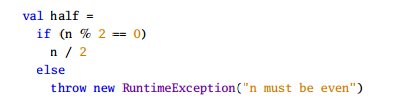 val half =
  if (n % 2 == 0)
    n / 2
  else
    throw new RuntimeException("n must be even")